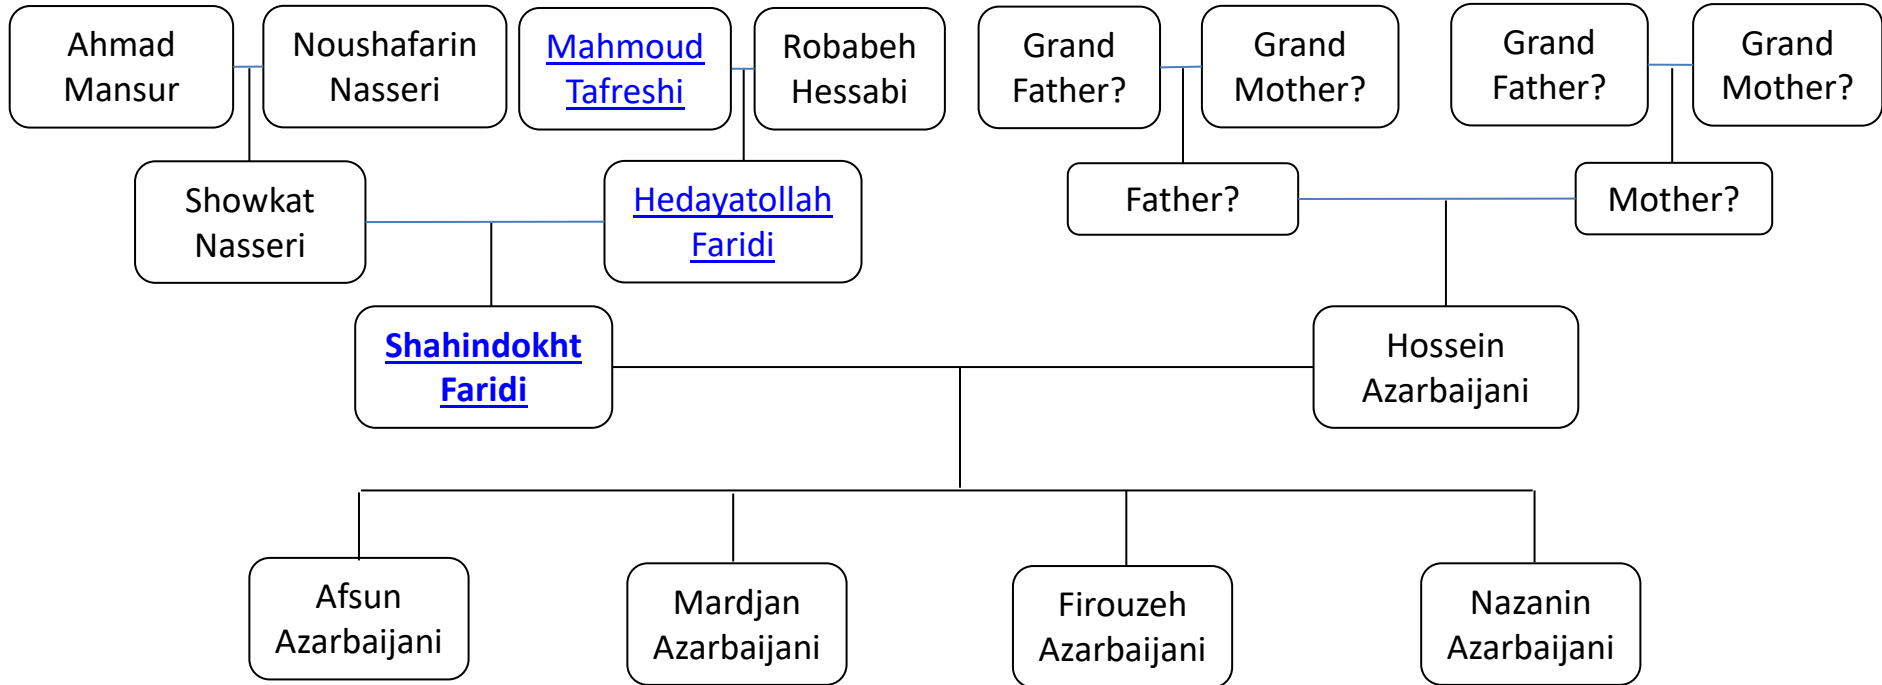 Ahmad
Mansur
Noushafarin
Nasseri
Mahmoud
Tafreshi
Robabeh
Hessabi
Grand
Father?
Grand
Mother?
Grand
Father?
Grand
Mother?
Showkat
Nasseri
Hedayatollah
Faridi
Father?
Mother?
Shahindokht
Faridi
Hossein
Azarbaijani
Afsun
Azarbaijani
Mardjan
Azarbaijani
Firouzeh
Azarbaijani
Nazanin
Azarbaijani